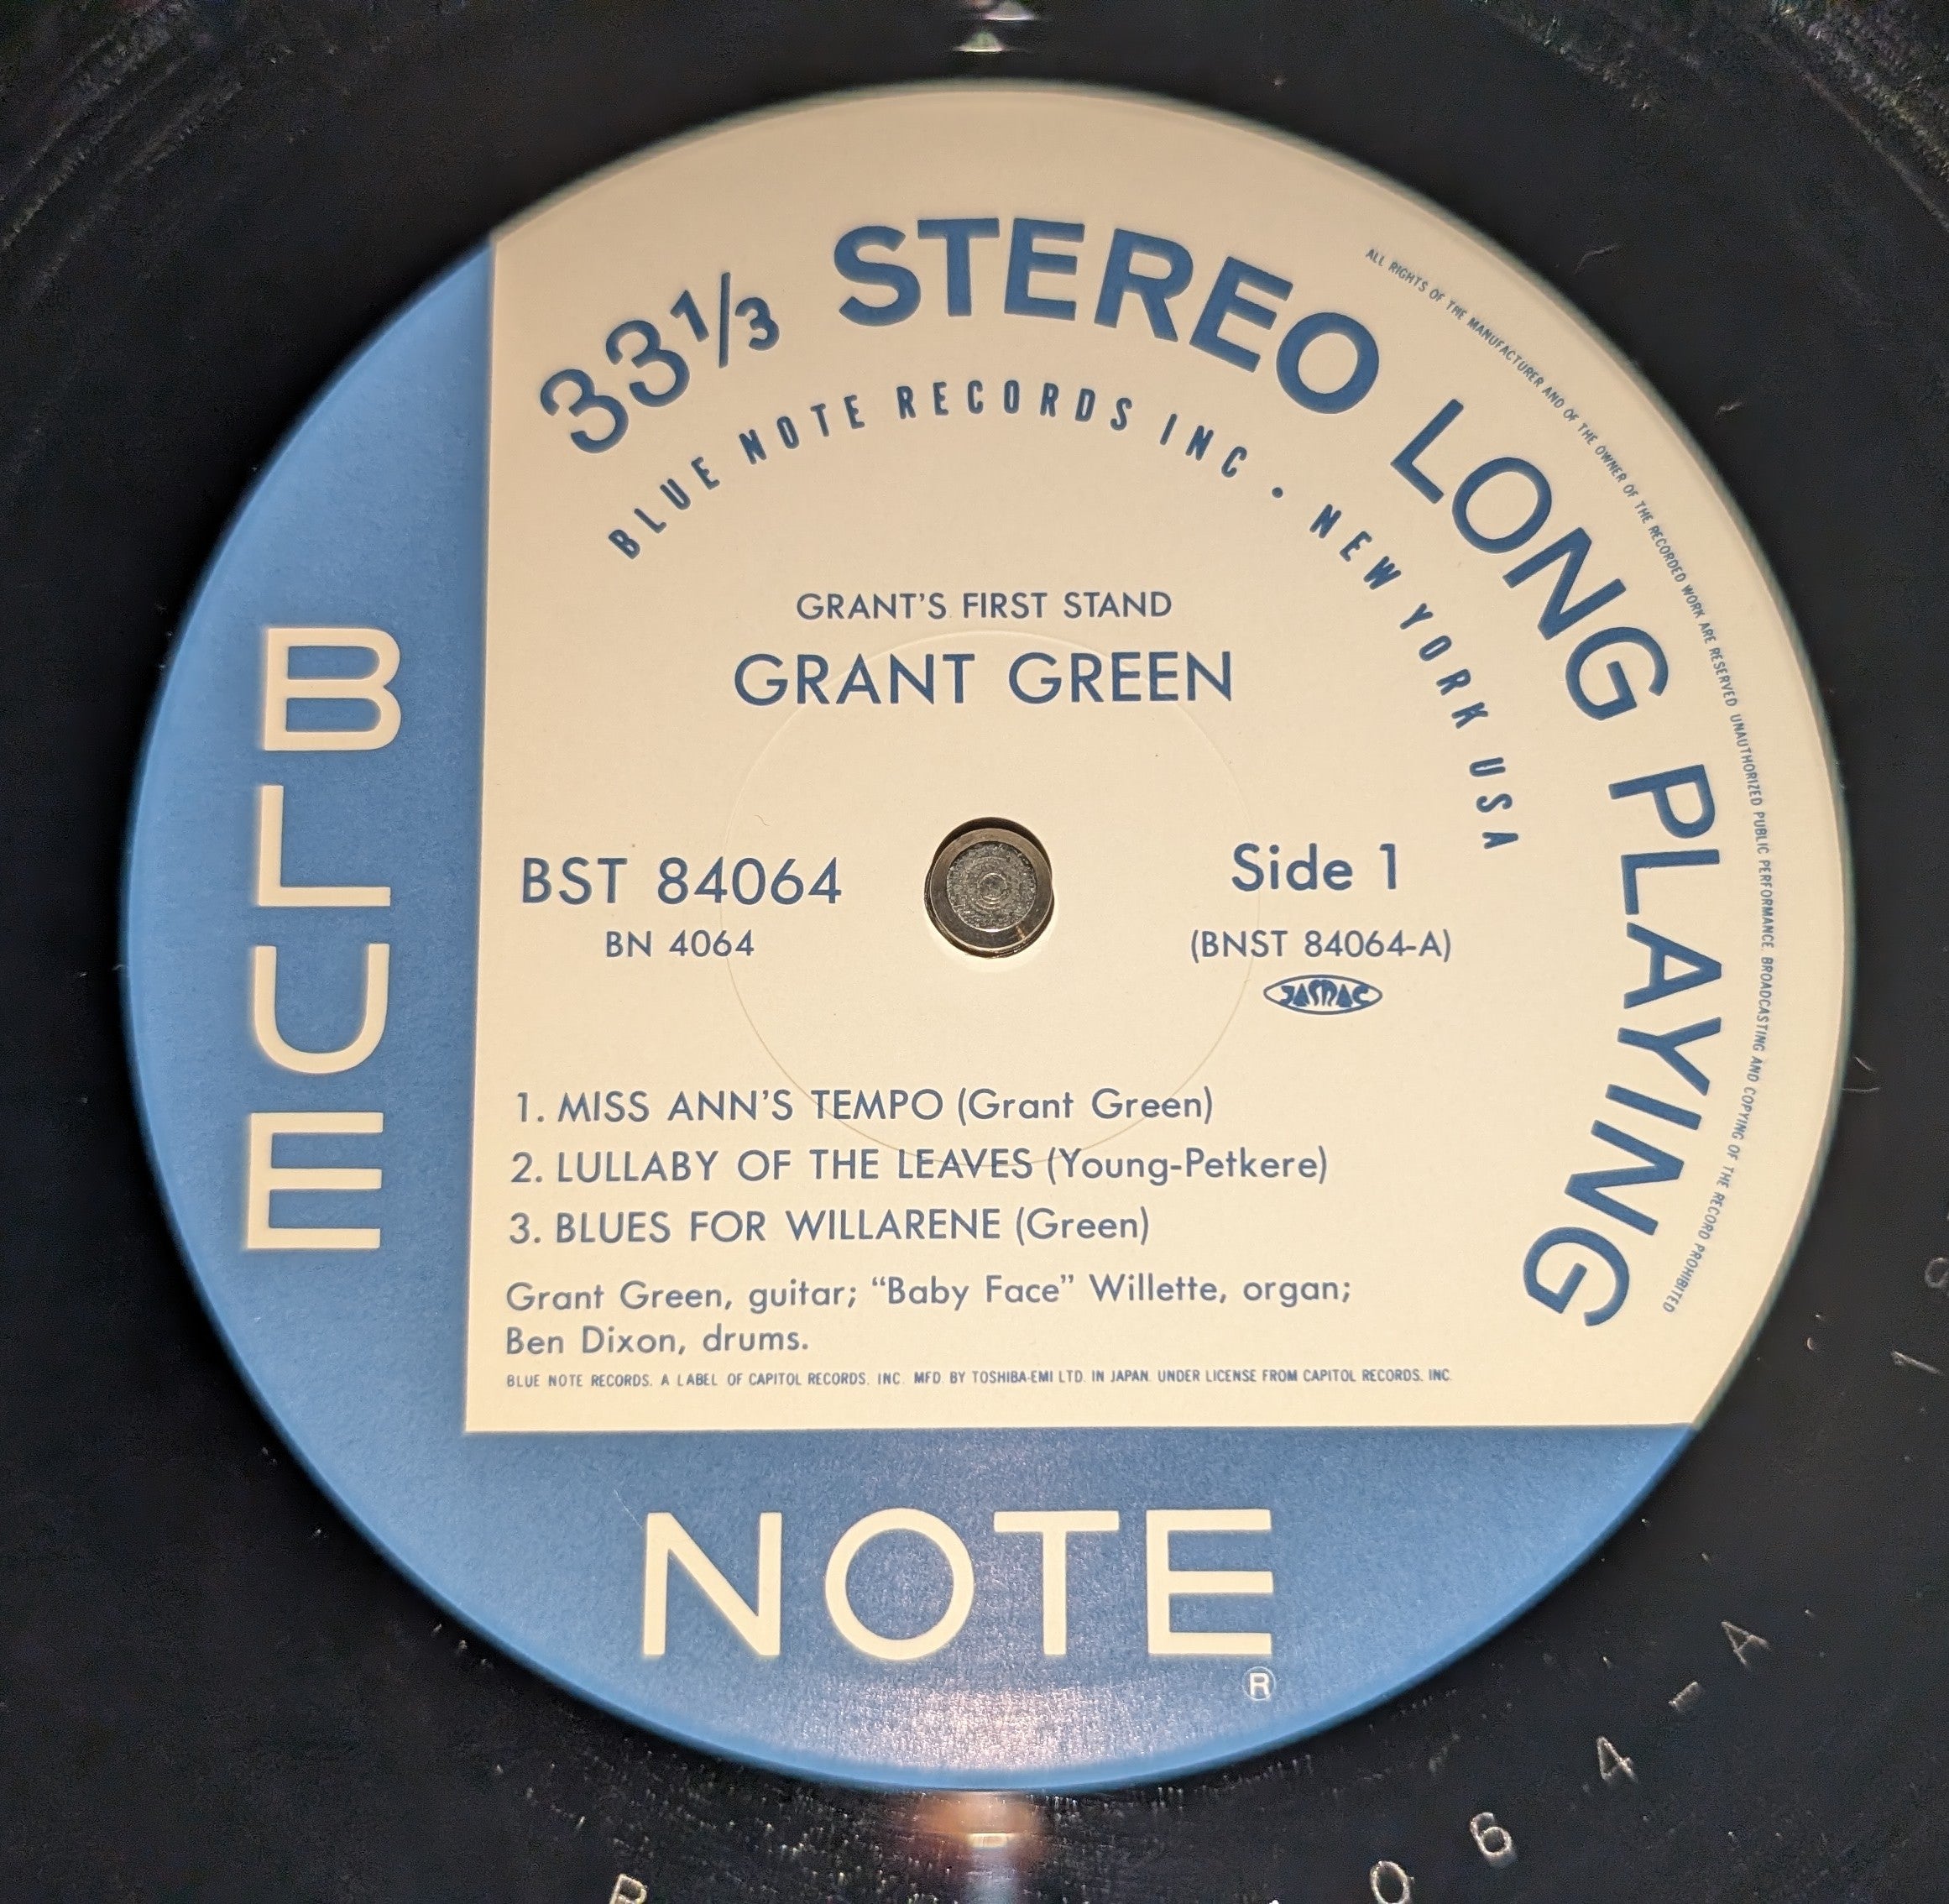 33⅓ STEREO LONG PLAYING
BLUE NOTE RECORDS INC • NEW YORK USA
ALL RIGHTS OF THE MANUFACTURER AND OF THE OWNER OF THE RECORDED WORK ARE RESERVED UNAUTHORIZED PUBLIC PERFORMANCE BROADCASTING AND COPYING OF THE RECORD PROHIBITED
GRANT'S FIRST STAND
GRANT GREEN
BST 84064
BN 4064
Side 1
(BNST 84064-A)
JASRAC
1. MISS ANN'S TEMPO (Grant Green)
2. LULLABY OF THE LEAVES (Young-Petkere)
3. BLUES FOR WILLARENE (Green)
Grant Green, guitar; “Baby Face” Willette, organ;
Ben Dixon, drums.
BLUE NOTE RECORDS. A LABEL OF CAPITOL RECORDS, INC. MFD. BY TOSHIBA-EMI LTD. IN JAPAN. UNDER LICENSE FROM CAPITOL RECORDS, INC.
BLUE
NOTE
®
064-A